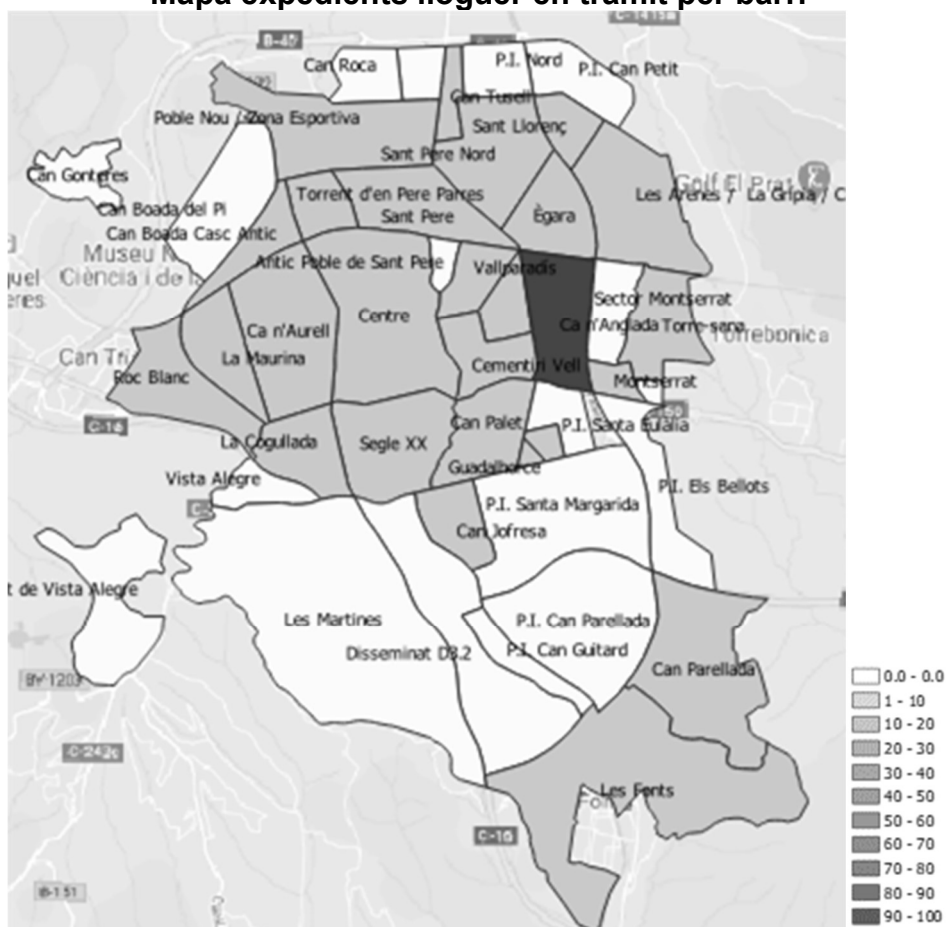 Mapa expedients lloguer en tràmit per barri
B-40
Can Roca
P.I. Nord
P.I. Can Petit
Can Tusell
Poble Nou / Zona Esportiva
Sant Llorenç
Sant Pere Nord
Can Gonteres
Golf El Prat
Torrent d'en Pere Parres
Les Arenes / La Grípia / C
Can Boada del Pi
Sant Pere
Ègara
Can Boada Casc Antic
Museu N
Ciència i de la
Antic Poble de Sant Pere
Vallparadís
Sector Montserrat
Centre
Ca n'Anglada
Torre-sana
Torrebonica
Ca n'Aurell
La Maurina
Cementiri Vell
Roc Blanc
Montserrat
C-16
Can Palet
P.I. Santa Eulàlia
La Cogullada
Segle XX
Guadalhorce
Vista Alegre
P.I. Els Bellots
P.I. Santa Margarida
Can Jofresa
t de Vista Alegre
Les Martines
P.I. Can Parellada
Disseminat D3.2
P.I. Can Guitard
Can Parellada
BV-1203
C-243c
Les Fonts
C-16
B-151
0.0 - 0.0
1 - 10
10 - 20
20 - 30
30 - 40
40 - 50
50 - 60
60 - 70
70 - 80
80 - 90
90 - 100